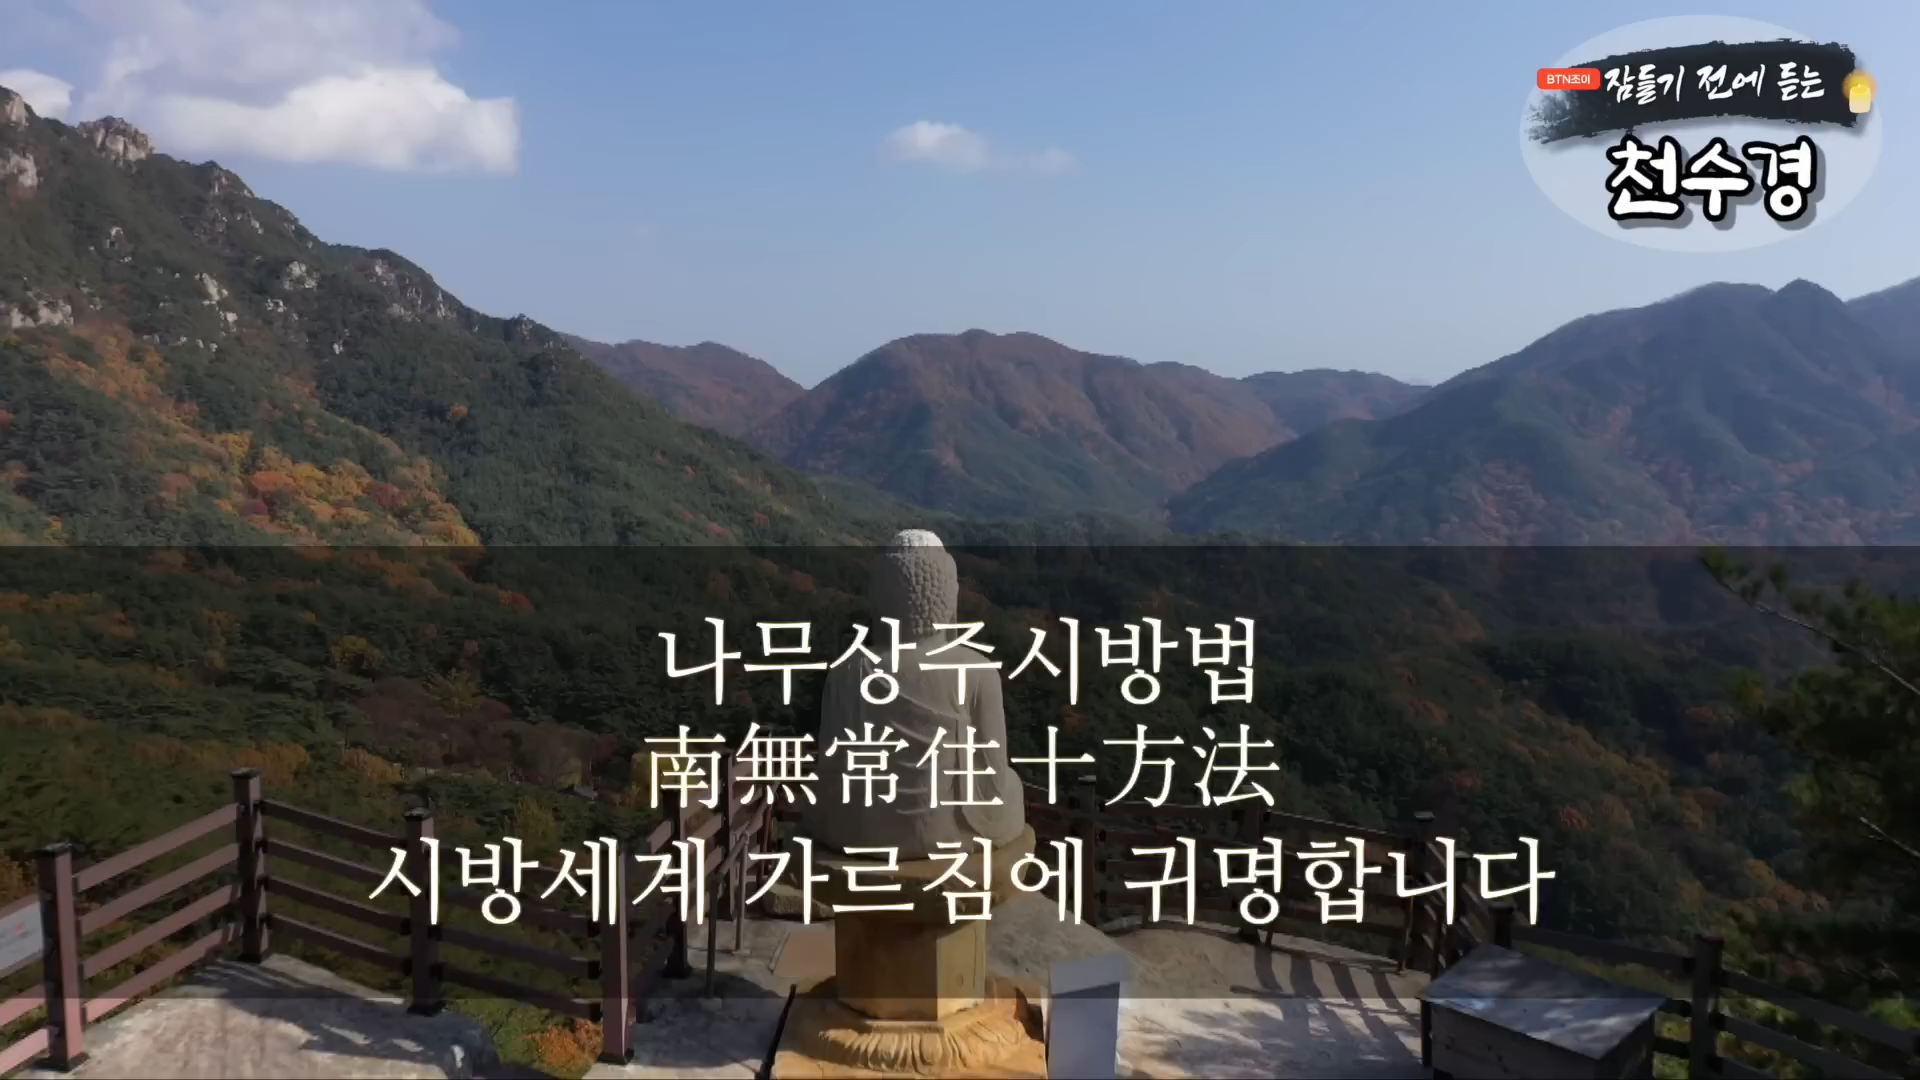 BTN조이
잠들기 전에 듣는
천수경
나무상주시방법
南無常住十方法
시방세계 가르침에 귀명합니다